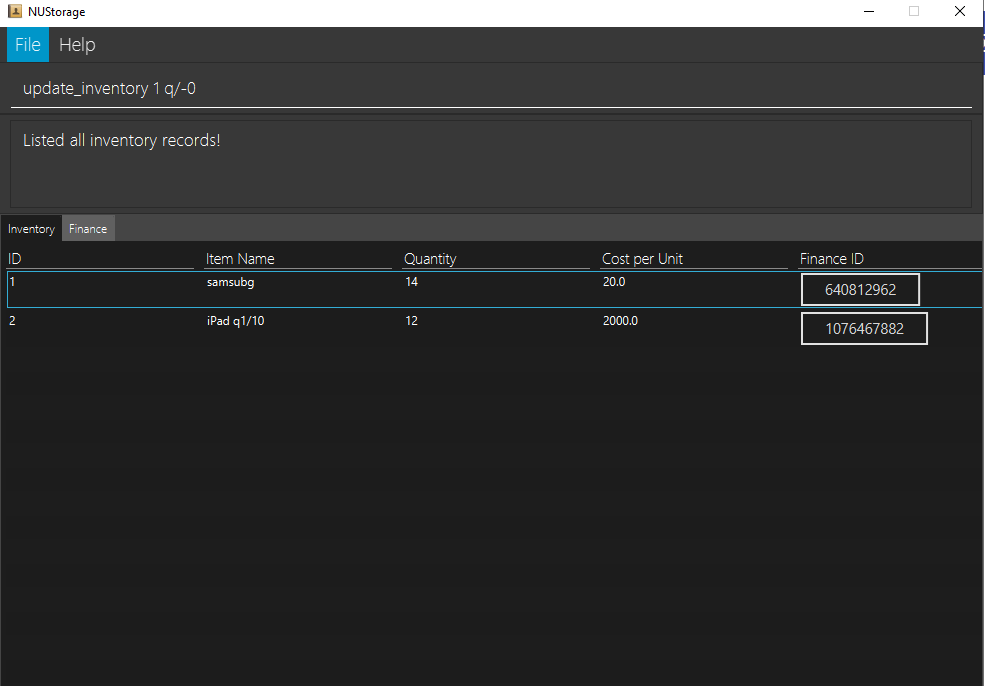 NUStorage
File Help
update_inventory 1 q/-0
Listed all inventory records!
Inventory Finance
ID Item Name Quantity Cost per Unit Finance ID
1 samsubg 14 20.0 640812962
2 iPad q1/10 12 2000.0 1076467882